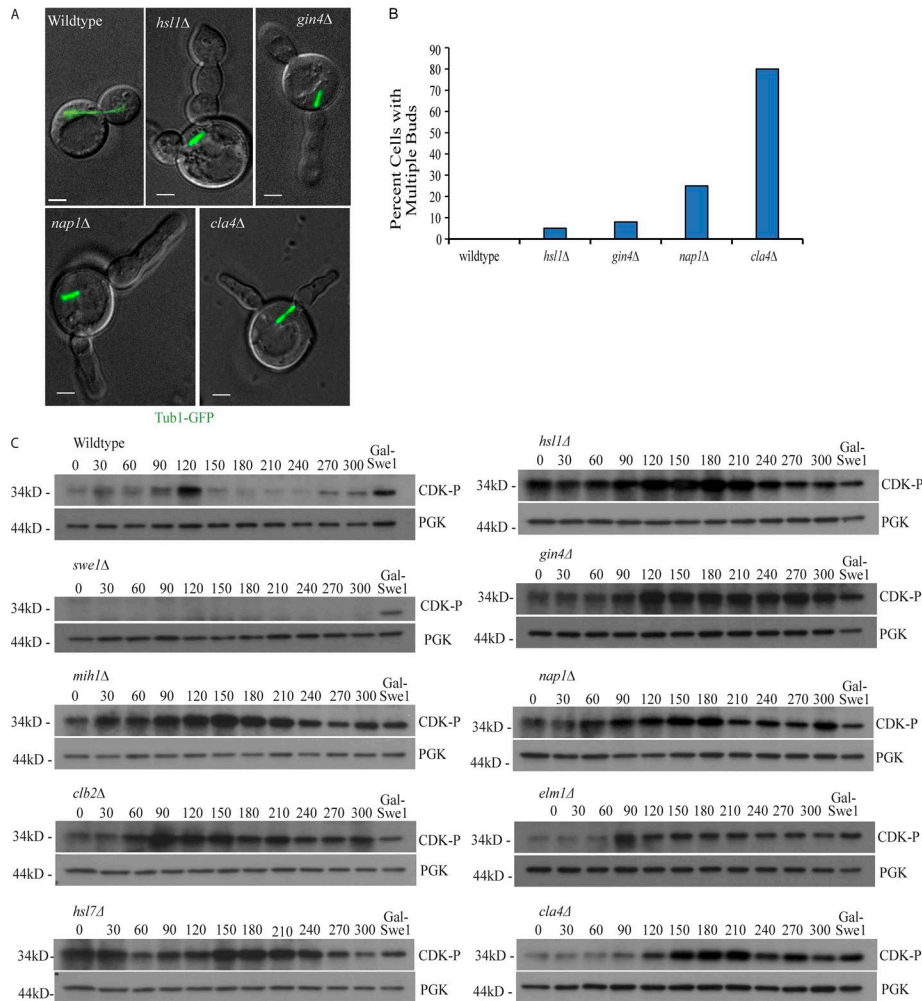 A
Wildtype
hsl1Δ
gin4Δ
nap1Δ
cla4Δ
Tub1-GFP
B
Percent Cells with
Multiple Buds
90
80
70
60
50
40
30
20
10
0
wildtype hsl1Δ gin4Δ nap1Δ cla4Δ
C
Wildtype
Gal-
0 30 60 90 120 150 180 210 240 270 300 Swe1
34kD - CDK-P
44kD - PGK
swe1Δ
Gal-
0 30 60 90 120 150 180 210 240 270 300 Swe1
34kD - CDK-P
44kD - PGK
mih1Δ
Gal-
0 30 60 90 120 150 180 210 240 270 300 Swe1
34kD - CDK-P
44kD - PGK
clb2Δ
Gal-
0 30 60 90 120 150 180 210 240 270 300 Swe1
34kD - CDK-P
44kD - PGK
hsl7Δ
Gal-
0 30 60 90 120 150 180 210 240 270 300 Swe1
34kD - CDK-P
44kD - PGK
hsl1Δ
Gal-
0 30 60 90 120 150 180 210 240 270 300 Swe1
34kD - CDK-P
44kD - PGK
gin4Δ
Gal-
0 30 60 90 120 150 180 210 240 270 300 Swe1
34kD- CDK-P
44kD - PGK
nap1Δ
Gal-
0 30 60 90 120 150 180 210 240 270 300 Swe1
34kD - CDK-P
44kD - PGK
elm1Δ
Gal-
0 30 60 90 120 150 180 210 240 270 300 Swe1
34kD - CDK-P
44kD - PGK
cla4Δ
Gal-
0 30 60 90 120 150 180 210 240 270 300 Swe1
34kD - CDK-P
44kD - PGK